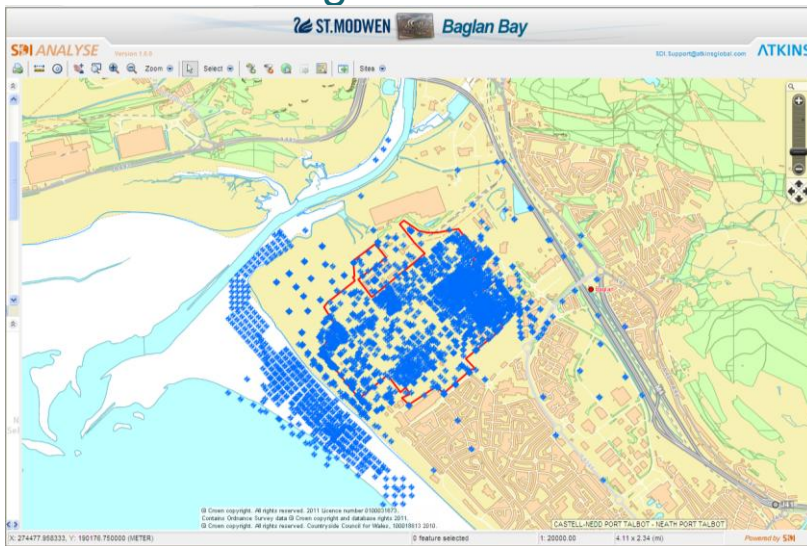 ST.MODWEN Baglan Bay
SDI ANALYSE Version 1.0.0
SDI.Support@atkinsglobal.com ATKINS
Zoom Select Sites
Baglan
© Crown copyright. All rights reserved. 2011 Licence number 0100031673.
Contains Ordnance Survey data © Crown copyright and database rights 2011.
© Crown copyright. All rights reserved. Countryside Council for Wales, 100018813 2010.
CASTELL-NEDD PORT TALBOT - NEATH PORT TALBOT
X: 274477.958333, Y: 190176.750000 (METER) 0 feature selected 1: 20000.00 4.11 x 2.34 (mi) Powered by SDI